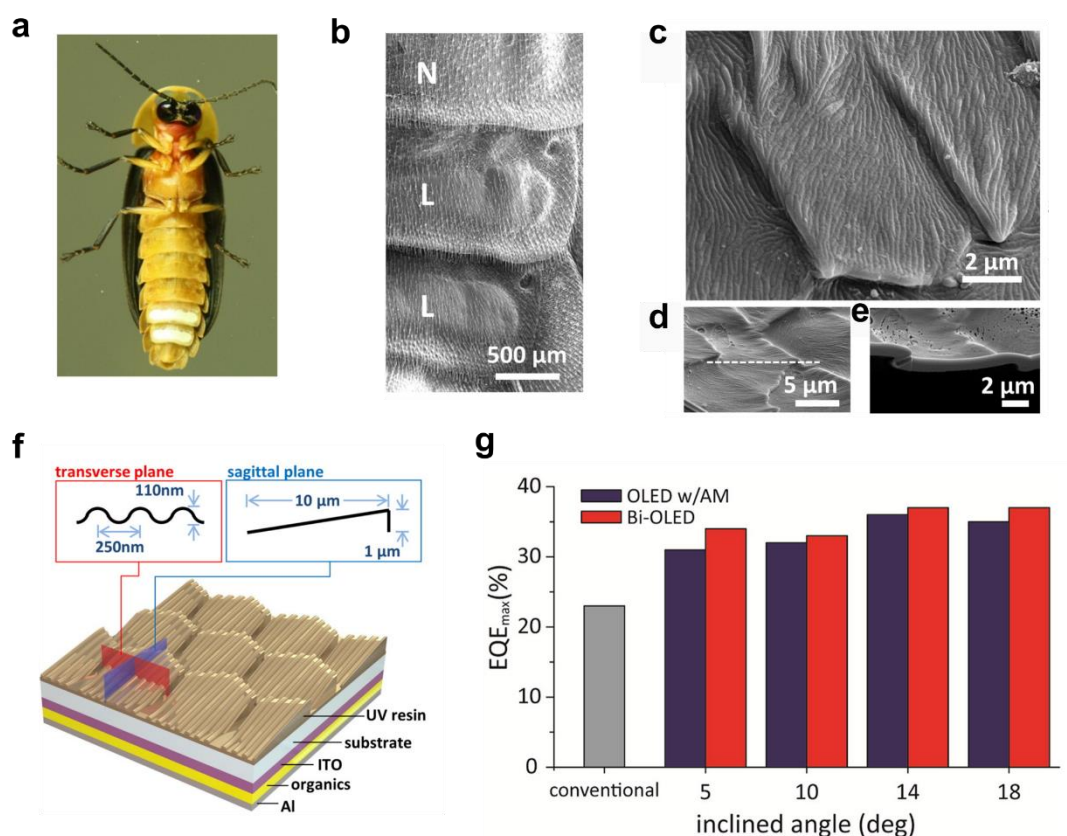 a
b
N
L
L
500 μm
c
2 μm
d
5 μm
e
2 μm
f
transverse plane
110nm
250nm
sagittal plane
10 μm
1 μm
UV resin
substrate
ITO
organics
Al
g
EQEmax(%)
40
30
20
10
0
OLED w/AM
Bi-OLED
conventional
5
10
14
18
inclined angle (deg)